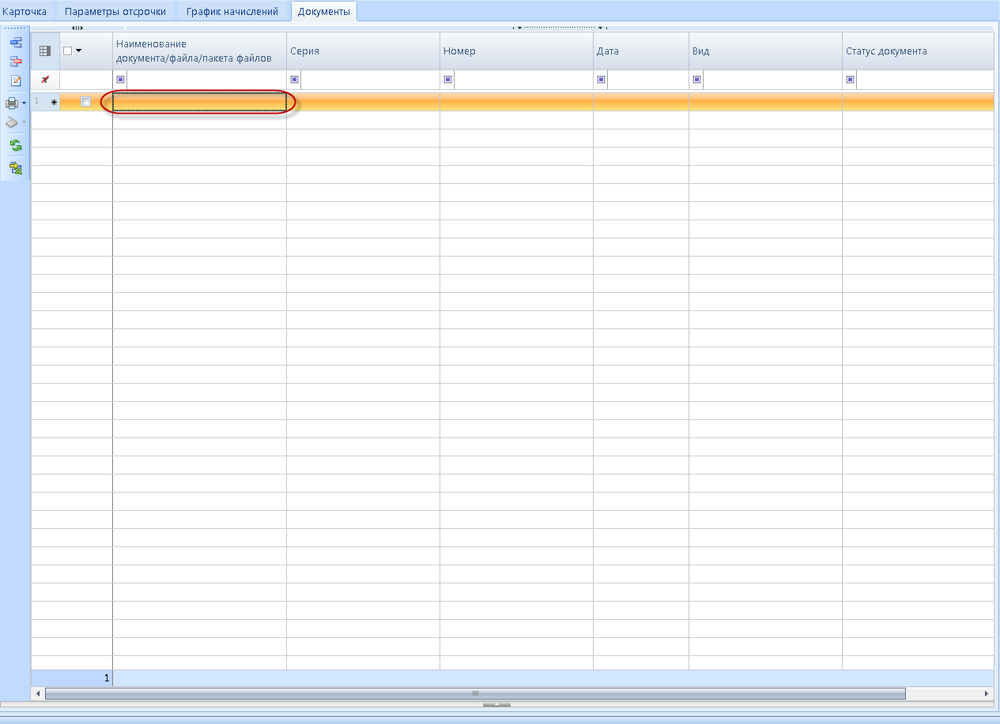 Карточка
Параметры отсрочки
График начислений
Документы
Наименование
документа/файла/пакета файлов
Серия
Номер
Дата
Вид
Статус документа
1
1